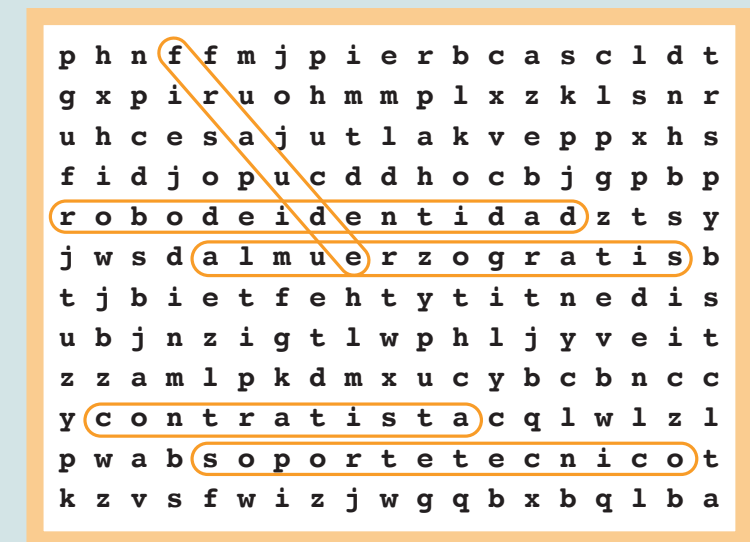 p h n f f m j p i e r b c a s c l d t
g x p i r u o h m m p l x z k l s n r
u h c e s a j u t l a k v e p p x h s
f i d j o p u c d d h o c b j g p b p
r o b o d e i d e n t i d a d z t s y
j w s d a l m u e r z o g r a t i s b
t j b i e t f e h t y t i t n e d i s
u b j n z i g t l w p h l j y v e i t
z z a m l p k d m x u c y b c b n c c
y c o n t r a t i s t a c q l w l z l
p w a b s o p o r t e t e c n i c o t
k z v s f w i z j w g q b x b q l b a